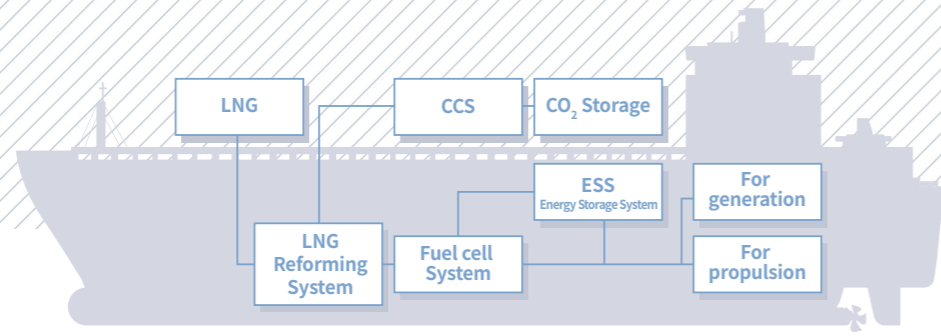 LNG
CCS
CO₂ Storage
ESS
Energy Storage System
For
generation
LNG
Reforming
System
Fuel cell
System
For
propulsion